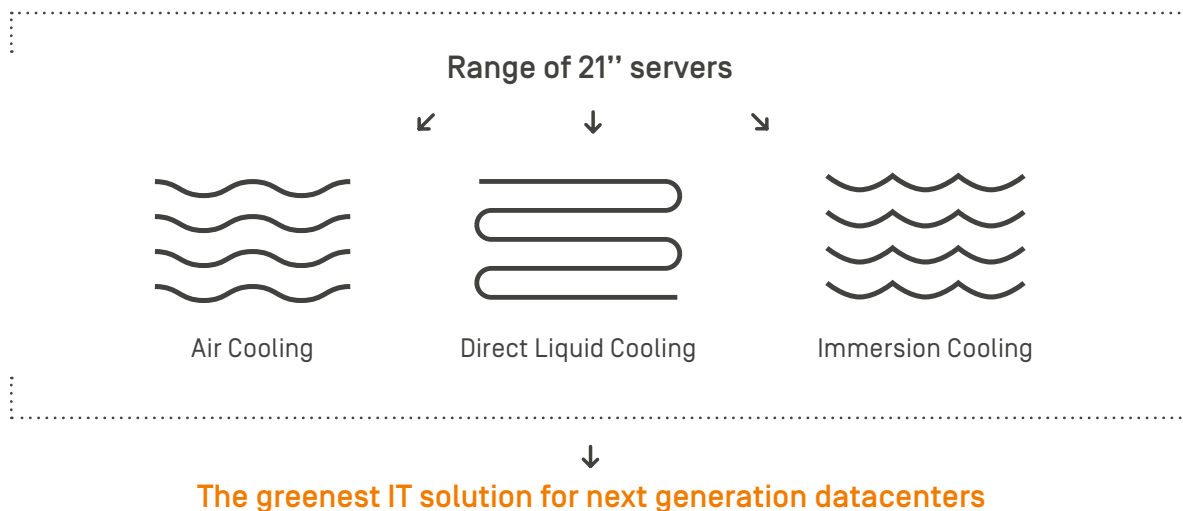 Range of 21’’ servers
Air Cooling
Direct Liquid Cooling
Immersion Cooling
The greenest IT solution for next generation datacenters